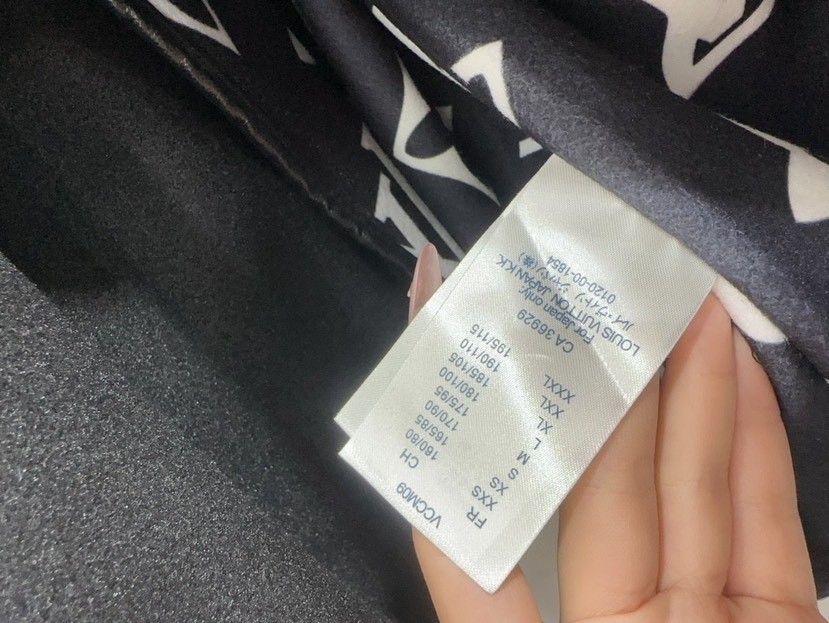 VCCM09
FR CH
XXS 160/80
XS 165/85
S 170/90
M 175/95
L 180/100
XL 185/105
XXL 190/110
XXXL 195/115
CA 36929
For Japan only:
LOUIS VUITTON JAPAN K.K.
ルイ・ヴィトン ジャパン(株)
0120-00-1854